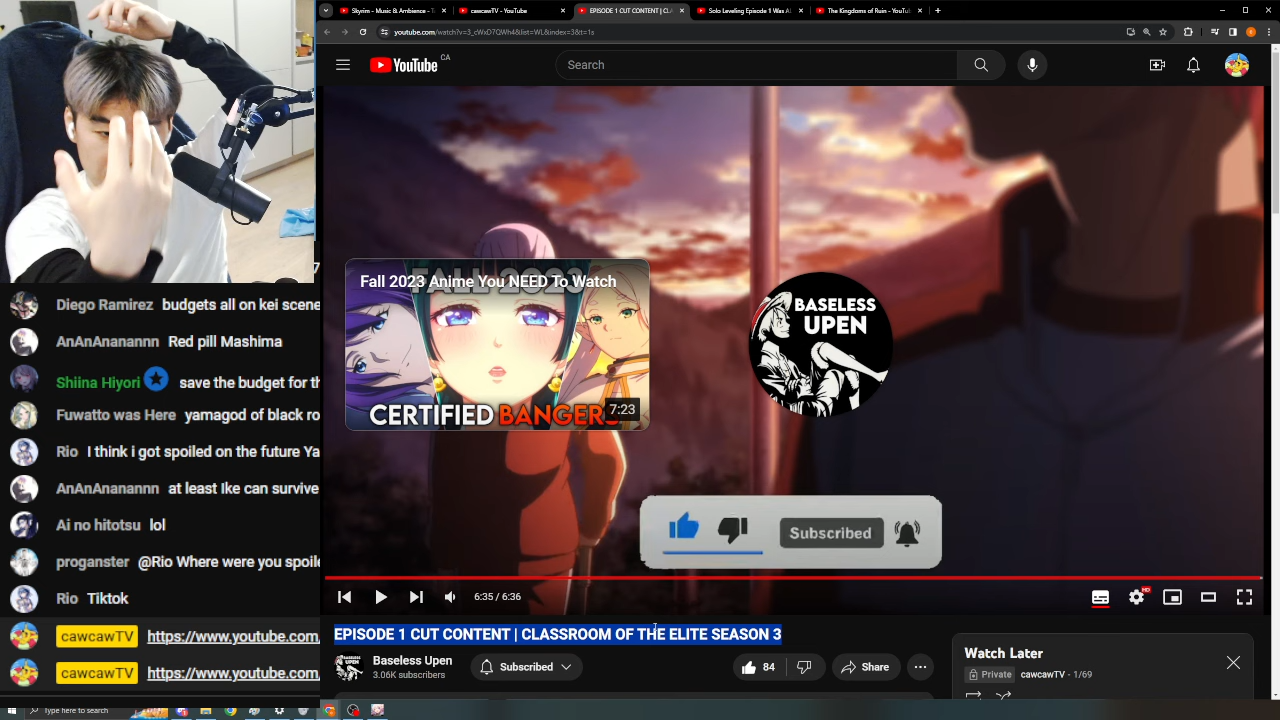 Skyrim - Music & Ambience - T
cawcawTV - YouTube
EPISODE 1 CUT CONTENT | CL
Solo Leveling Episode 1 Was A
The Kingdoms of Ruin - YouTu
youtube.com/watch?v=3_cWxD7QWh4&list=WL&index=3&t=1s
YouTube CA
Search
FALL 2023
Fall 2023 Anime You NEED To Watch
CERTIFIED BANGERS
7:23
BASELESS
UPEN
Subscribed
6:35 / 6:36
HD
EPISODE 1 CUT CONTENT | CLASSROOM OF THE ELITE SEASON 3
BASELESS
UPEN
Baseless Upen
3.06K subscribers
Subscribed
84
Share
Watch Later
Private cawcawTV - 1/69
Diego Ramirez budgets all on kei scene
AnAnAnanannn Red pill Mashima
Shiina Hiyori save the budget for th
Fuwatto was Here yamagod of black ro
Rio I think i got spoiled on the future Ya
AnAnAnanannn at least Ike can survive
Ai no hitotsu lol
proganster @Rio Where were you spoile
Rio Tiktok
cawcawTV https://www.youtube.com
cawcawTV https://www.youtube.com
Type here to search